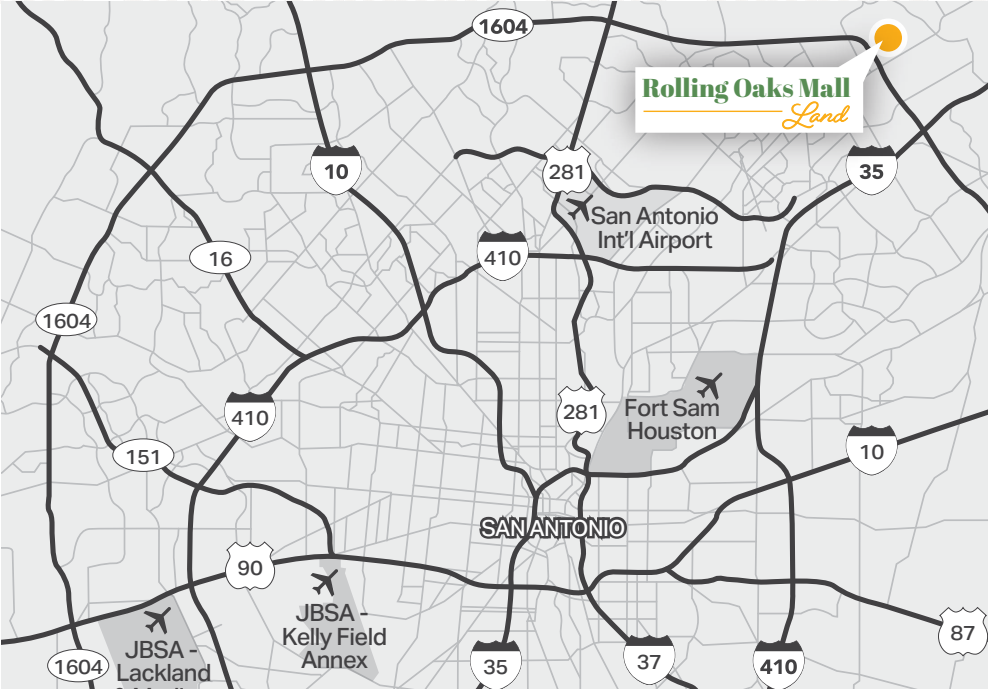 1604
Rolling Oaks Mall
Land
10
281
35
San Antonio
Int'l Airport
16
410
1604
281
Fort Sam
Houston
410
10
151
SAN ANTONIO
90
JBSA -
Kelly Field
Annex
87
JBSA -
Lackland
1604
35
37
410